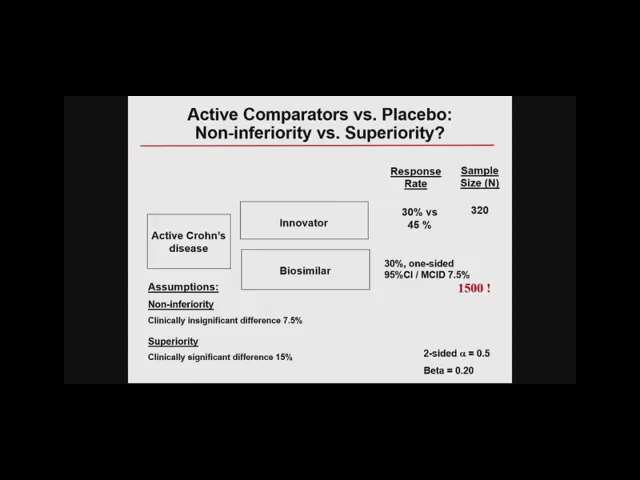 Active Comparators vs. Placebo:
Non-inferiority vs. Superiority?
Response
Rate
Sample
Size (N)
Active Crohn's
disease
Innovator
30% vs
45 %
320
Biosimilar
30%, one-sided
95%CI / MCID 7.5%
1500 !
Assumptions:
Non-inferiority
Clinically insignificant difference 7.5%
Superiority
Clinically significant difference 15%
2-sided α = 0.5
Beta = 0.20